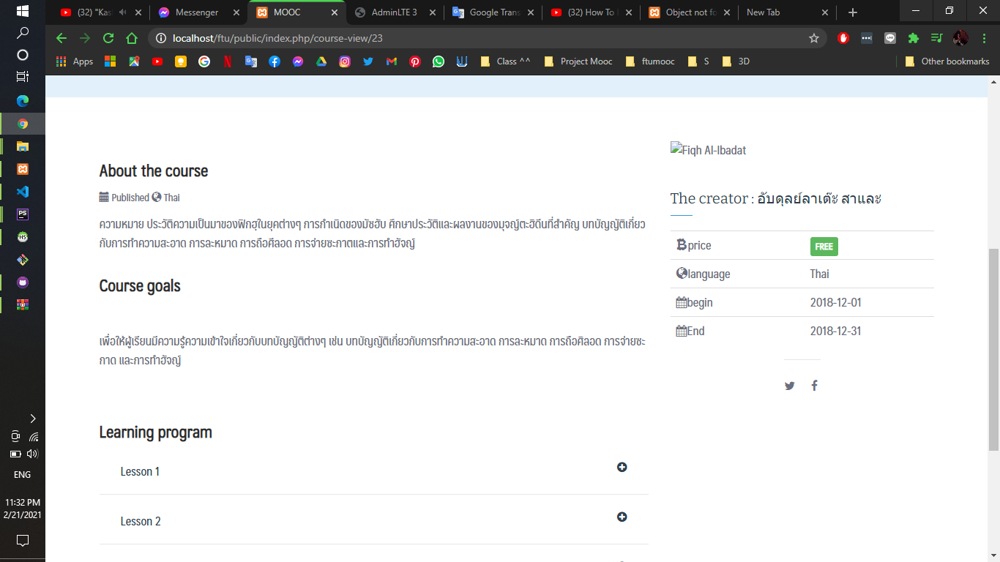 (32) "Kas
Messenger
MOOC
AdminLTE 3
Google Trans
(32) How To
Object not fo
New Tab
localhost/ftu/public/index.php/course-view/23
Apps
Class ^^
Project Mooc
ftumooc
S
3D
Other bookmarks
Fiqh Al-Ibadat
About the course
Published Thai
ความหมาย ประวัติความเป็นมาของฟิกฮฺในยุคต่างๆ การกำเนิดของมัซฮับ ศึกษาประวัติและผลงานของมุจญ์ตะฮิดีนที่สำคัญ บทบัญญัติเกี่ยว
กับการทำความสะอาด การละหมาด การถือศีลอด การจ่ายซะกาตและการทำฮัจญ์
The creator : อับดุลย์ลาเต๊ะ สาและ
price FREE
language Thai
begin 2018-12-01
End 2018-12-31
Course goals
เพื่อให้ผู้เรียนมีความรู้ความเข้าใจเกี่ยวกับบทบัญญัติต่างๆ เช่น บทบัญญัติเกี่ยวกับการทำความสะอาด การละหมาด การถือศิลอด การจ่ายซะ
กาด และการทำฮัจญ์
Learning program
Lesson 1
Lesson 2
ENG
11:32 PM
2/21/2021